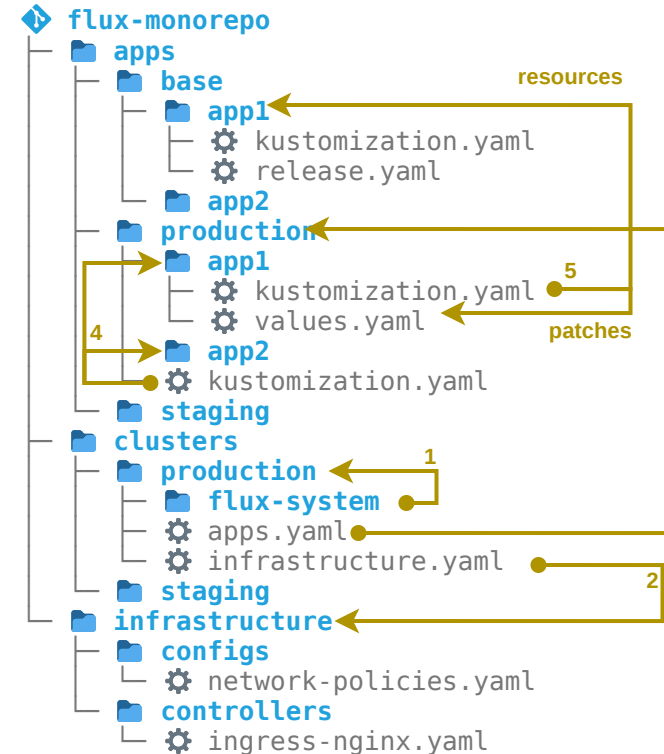 flux-monorepo
apps
base
resources
app1
kustomization.yaml
release.yaml
app2
production
app1
5
kustomization.yaml
values.yaml
4
patches
app2
kustomization.yaml
staging
clusters
1
production
flux-system
apps.yaml
infrastructure.yaml
2
staging
infrastructure
configs
network-policies.yaml
controllers
ingress-nginx.yaml